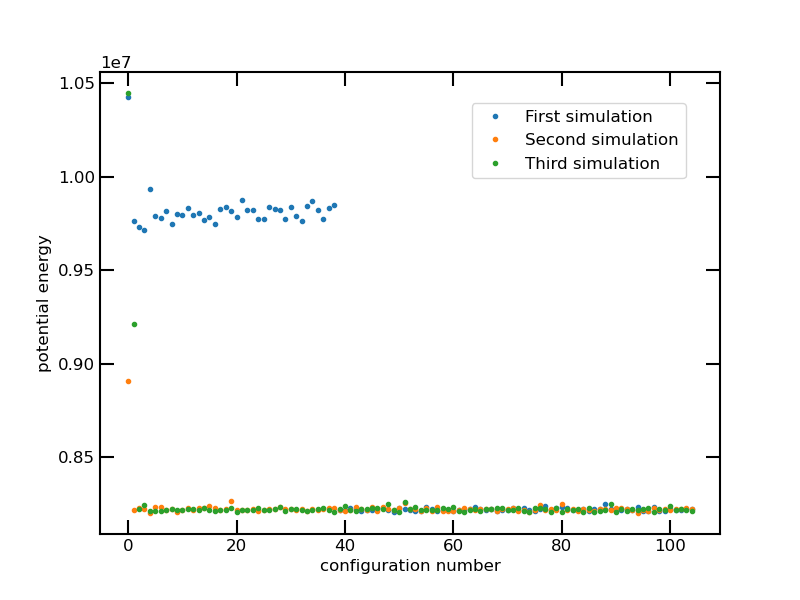 1e7
1.05
1.00
0.95
0.90
0.85
potential energy
First simulation
Second simulation
Third simulation
0 20 40 60 80 100
configuration number